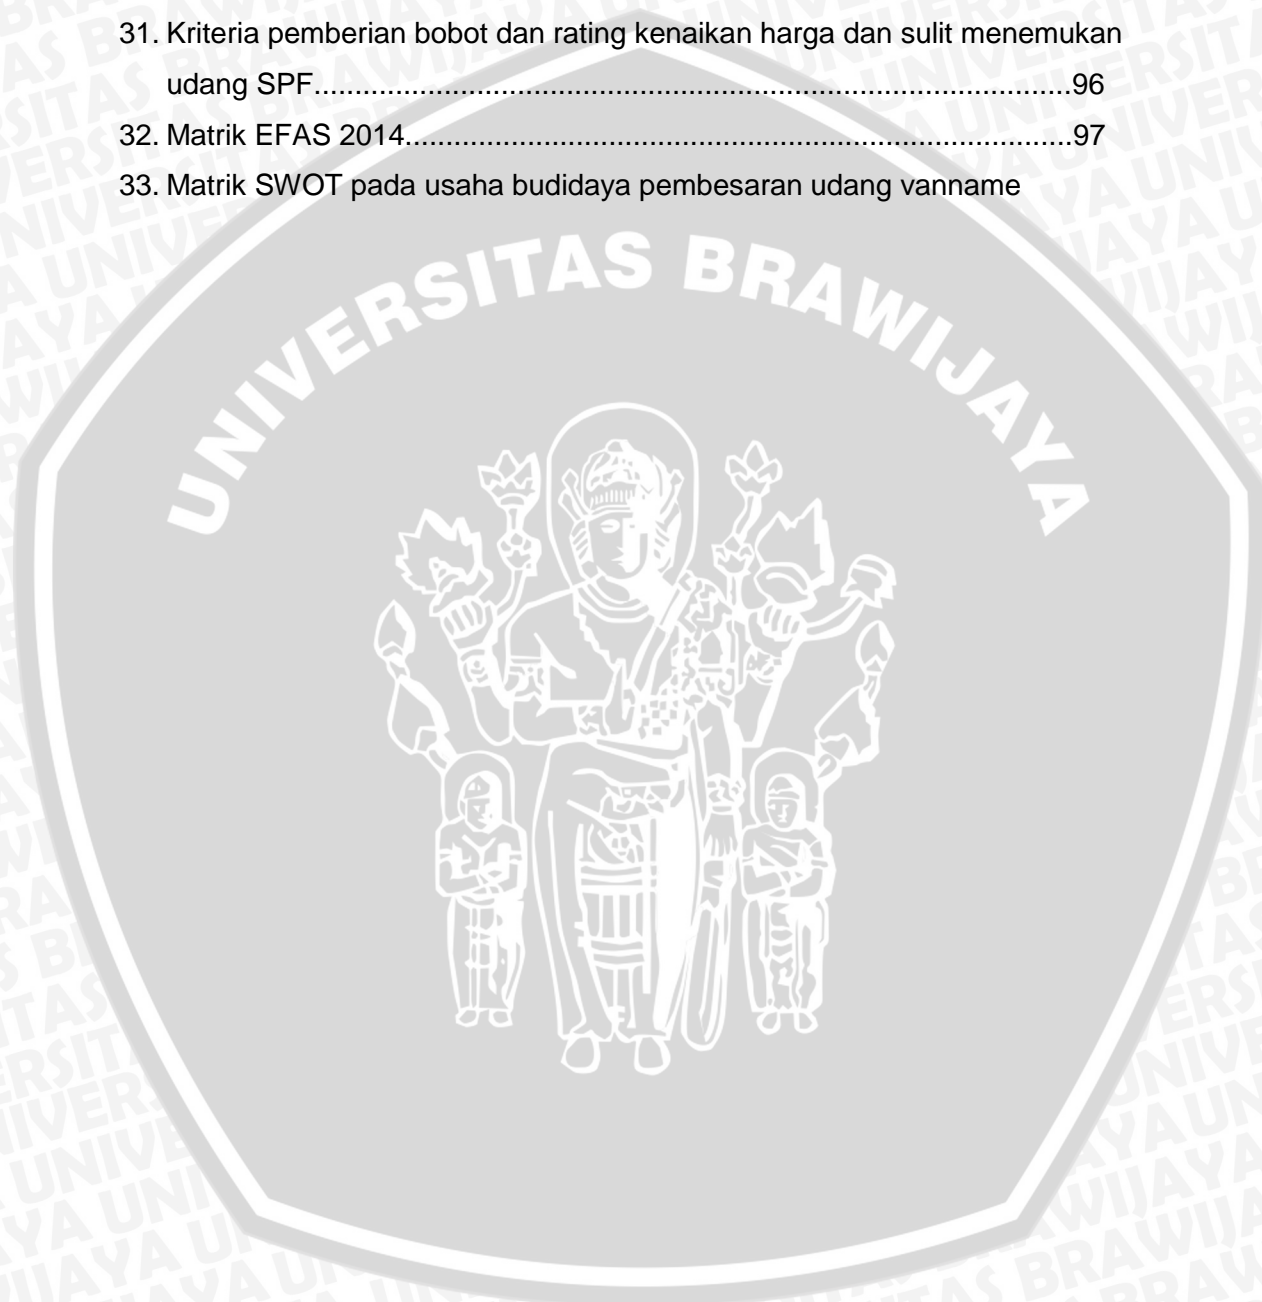 31. Kriteria pemberian bobot dan rating kenaikan harga dan sulit menemukan
udang SPF.............................................................................................96
32. Matrik EFAS 2014..................................................................................97
33. Matrik SWOT pada usaha budidaya pembesaran udang vanname
UNIVERSITAS BRAWIJAYA